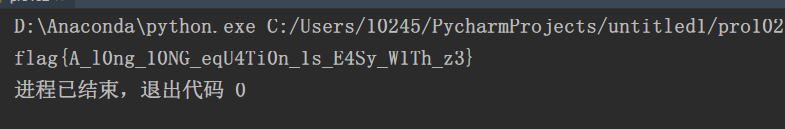 D:\Anaconda\python.exe C:/Users/10245/PycharmProjects/untitled1/pro102
flag{A_l0ng_l0NG_eqU4Ti0n_1s_E4Sy_W1Th_z3}
进程已结束，退出代码 0